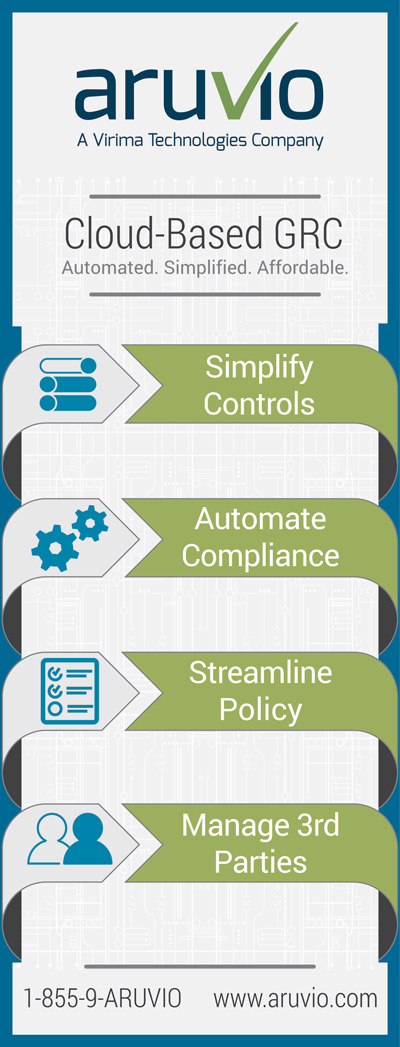 aruvio
A Virima Technologies Company
Cloud-Based GRC
Automated. Simplified. Affordable.
Simplify
Controls
Automate
Compliance
Streamline
Policy
Manage 3rd
Parties
1-855-9-ARUVIO www.aruvio.com